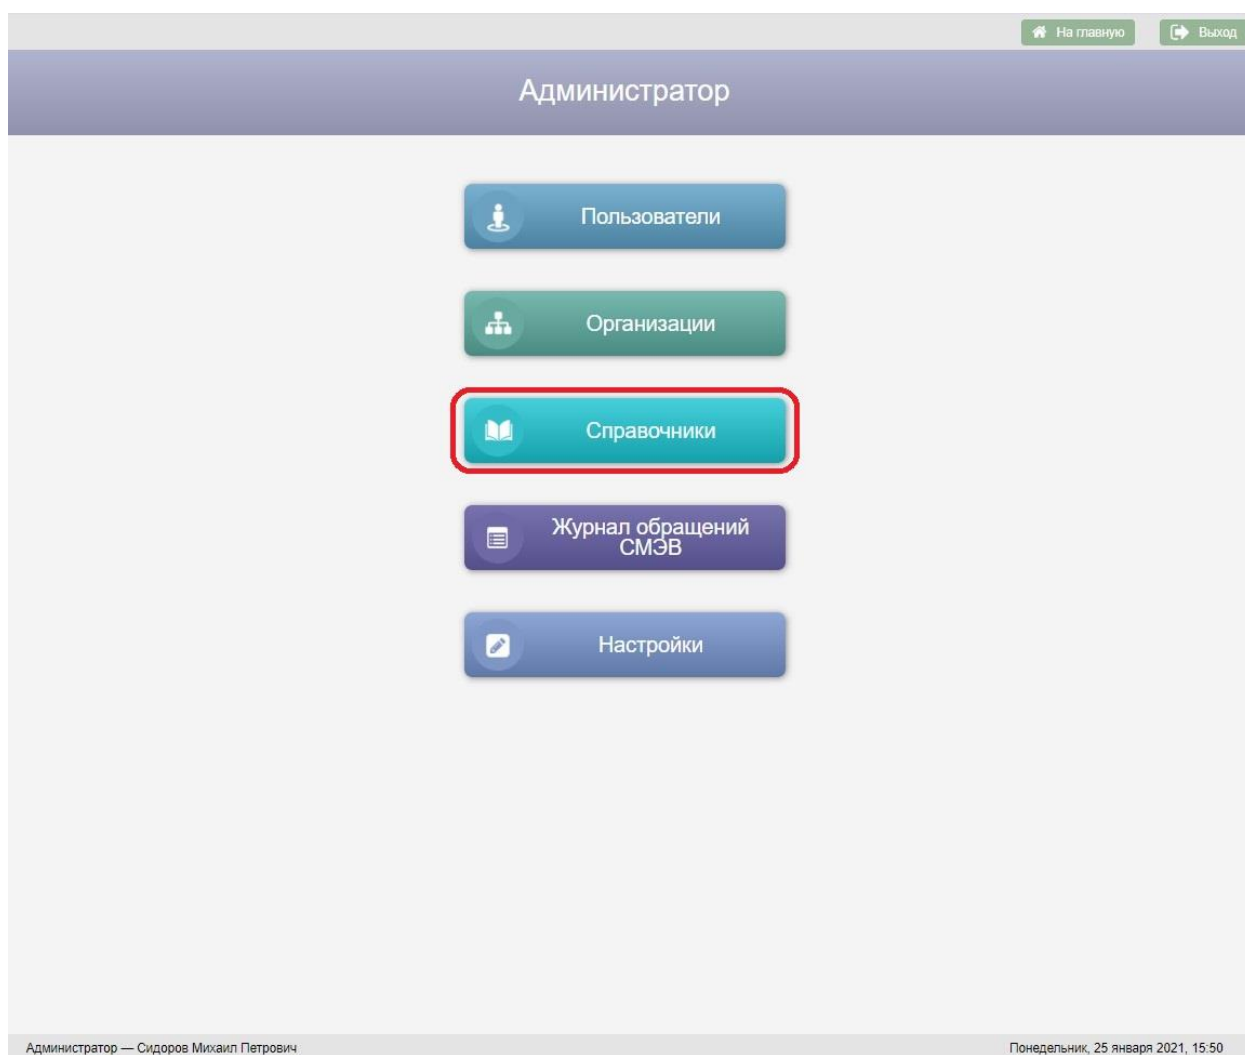 На главную
Выход
Администратор
Пользователи
Организации
Справочники
Журнал обращений
СМЭВ
Настройки
Администратор — Сидоров Михаил Петрович
Понедельник, 25 января 2021, 15:50